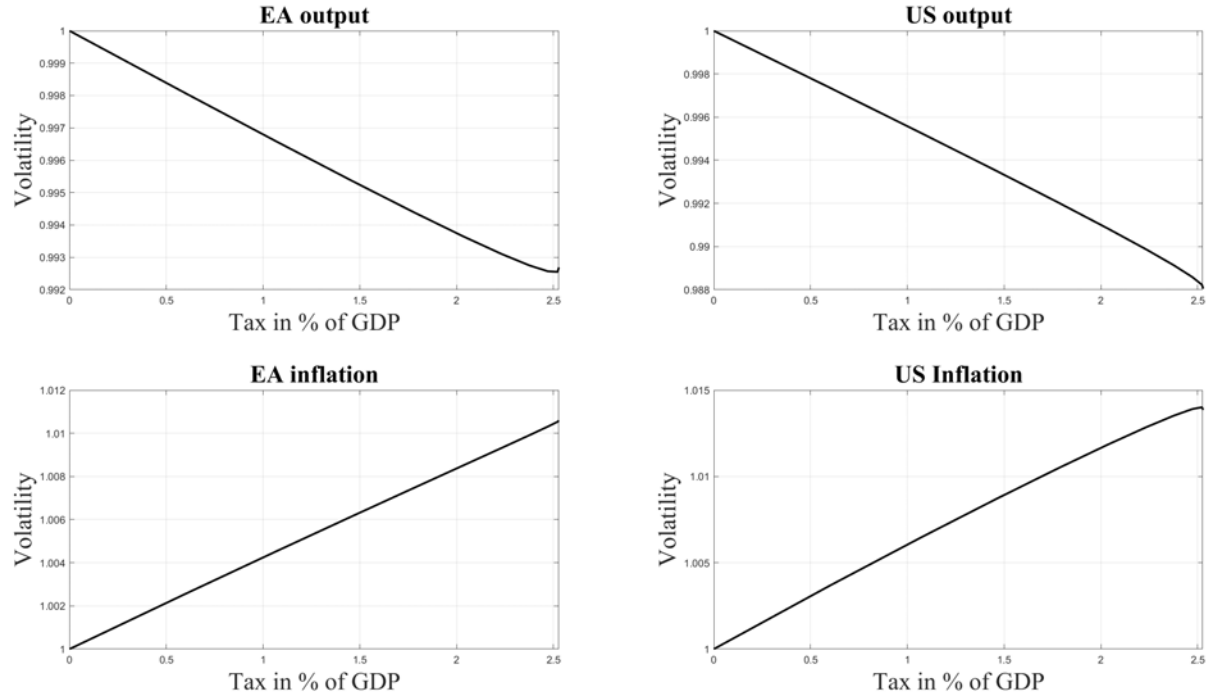 EA output
Volatility
1
0.999
0.998
0.997
0.996
0.995
0.994
0.993
0.992
0 0.5 1 1.5 2 2.5
Tax in % of GDP
US output
Volatility
1
0.998
0.996
0.994
0.992
0.99
0.988
0 0.5 1 1.5 2 2.5
Tax in % of GDP
EA inflation
Volatility
1.012
1.01
1.008
1.006
1.004
1.002
1
0 0.5 1 1.5 2 2.5
Tax in % of GDP
US Inflation
Volatility
1.015
1.01
1.005
1
0 0.5 1 1.5 2 2.5
Tax in % of GDP